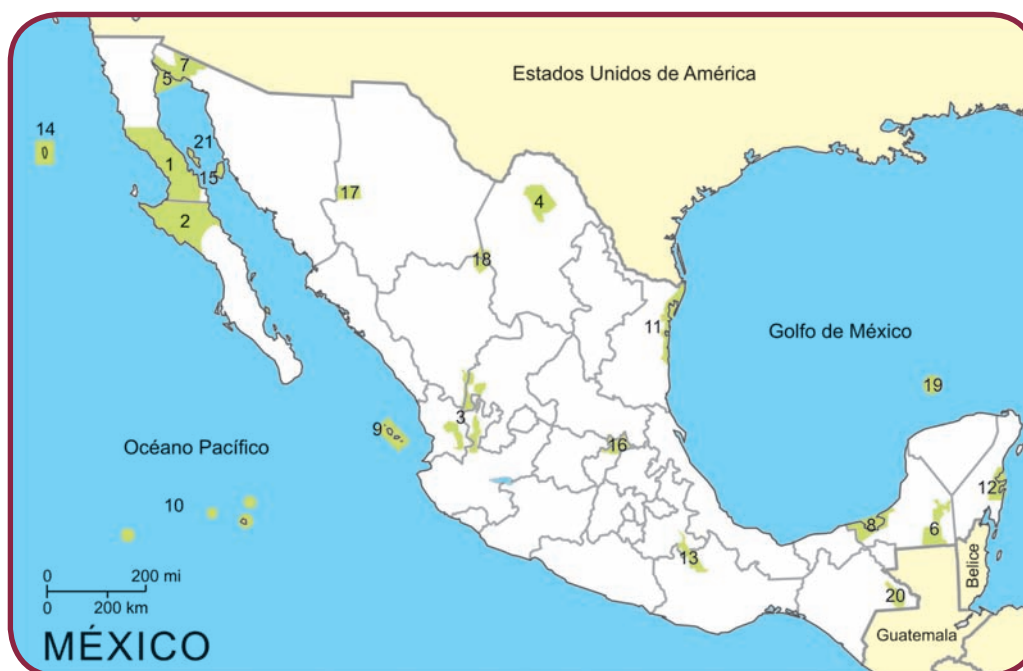 Estados Unidos de América
7
5
14
21
1
15
17
4
2
18
11
Golfo de México
19
3
9
16
Océano Pacífico
12
10
8
6
13
Belice
0 200 mi
0 200 km
20
Guatemala
MÉXICO